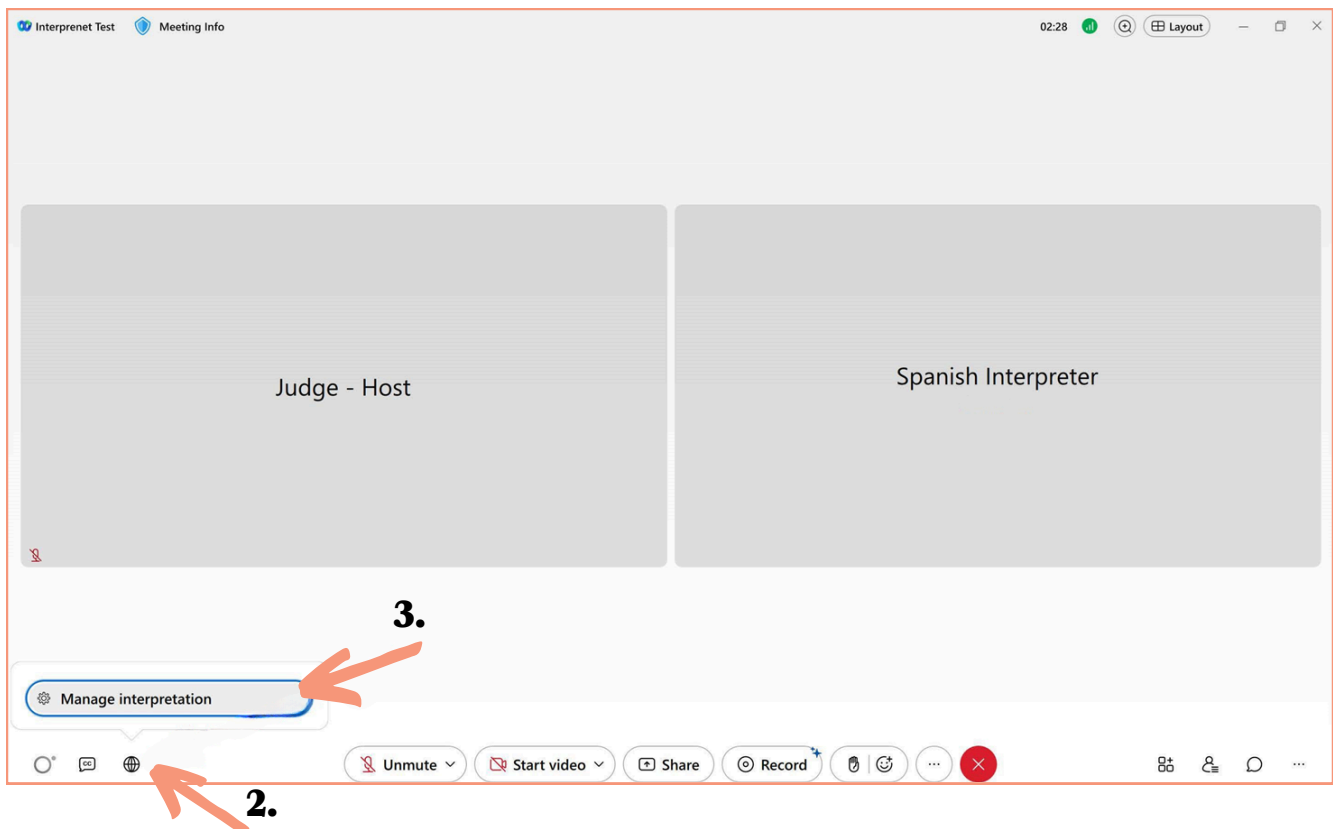 Interprenet Test Meeting Info 02:28 Layout
Judge - Host
Spanish Interpreter
3.
Manage interpretation
CC Unmute Start video Share Record
2.